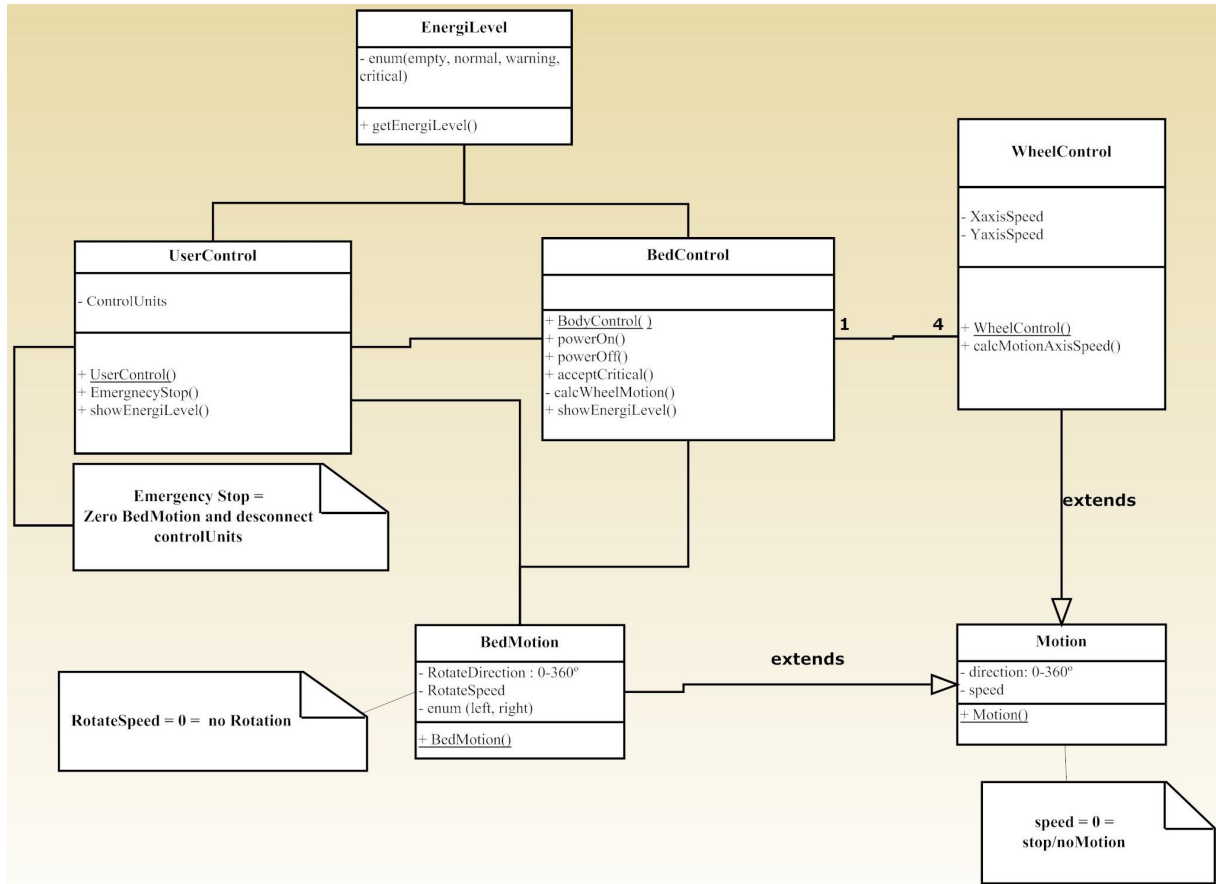 EnergiLevel
- enum(empty, normal, warning,
critical)
+ getEnergiLevel()
WheelControl
- XaxisSpeed
- YaxisSpeed
+ WheelControl()
+ calcMotionAxisSpeed()
UserControl
- ControlUnits
+ UserControl()
+ EmergnecyStop()
+ showEnergiLevel()
BedControl
+ BodyControl( )
+ powerOn()
+ powerOff()
+ acceptCritical()
- calcWheelMotion()
+ showEnergiLevel()
1
4
Emergency Stop =
Zero BedMotion and desconnect
controlUnits
extends
BedMotion
- RotateDirection : 0-360º
- RotateSpeed
- enum (left, right)
+ BedMotion()
extends
Motion
- direction: 0-360º
- speed
+ Motion()
RotateSpeed = 0 = no Rotation
speed = 0 =
stop/noMotion